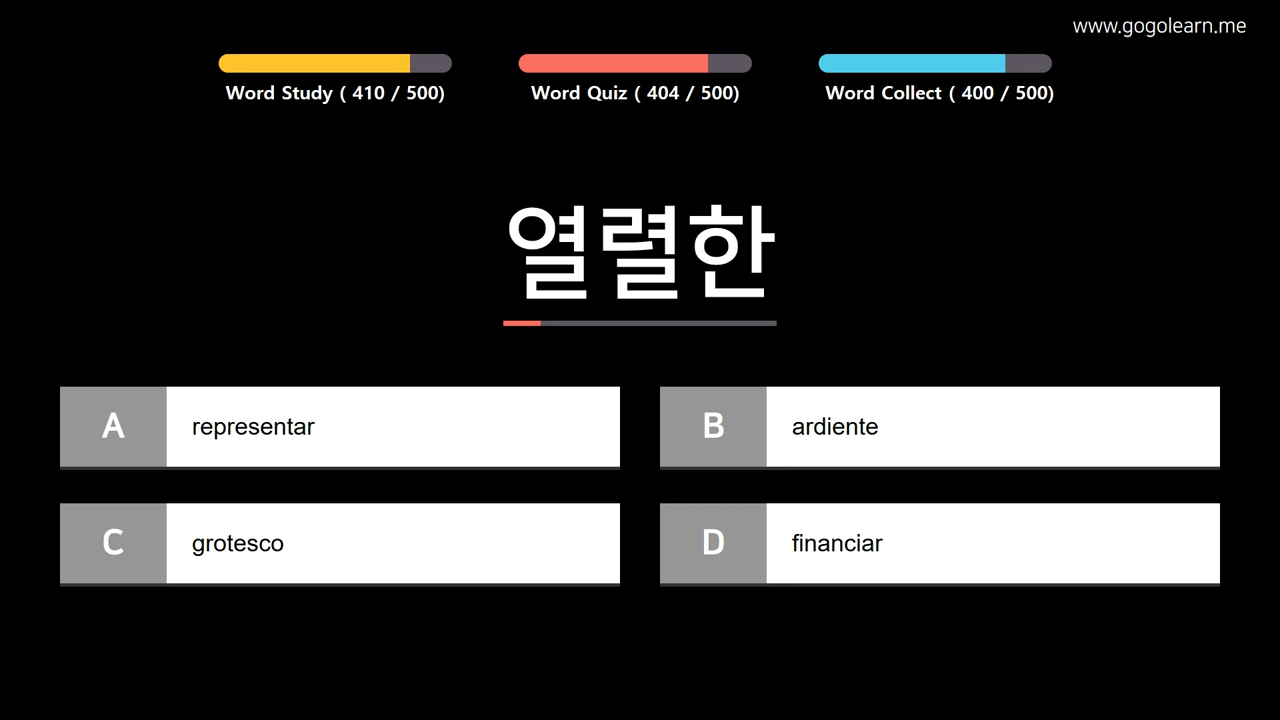 www.gogolearn.me
Word Study ( 410 / 500)
Word Quiz ( 404 / 500)
Word Collect ( 400 / 500)
열렬한
A representar
B ardiente
C grotesco
D financiar